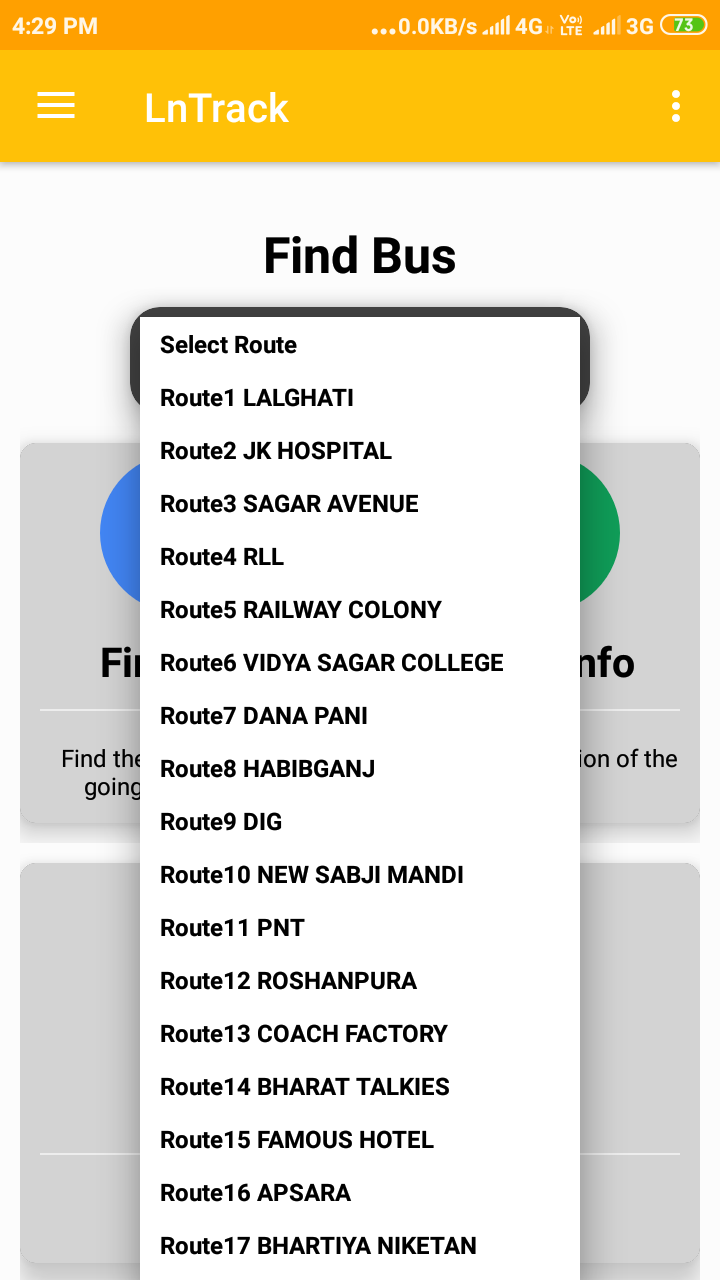 4:29 PM
...0.0KB/s 4G Vo) LTE 3G 73
LnTrack
Find Bus
Select Route
Route1 LALGHATI
Route2 JK HOSPITAL
Route3 SAGAR AVENUE
Route4 RLL
Route5 RAILWAY COLONY
Route6 VIDYA SAGAR COLLEGE
Route7 DANA PANI
Route8 HABIBGANJ
Route9 DIG
Route10 NEW SABJI MANDI
Route11 PNT
Route12 ROSHANPURA
Route13 COACH FACTORY
Route14 BHARAT TALKIES
Route15 FAMOUS HOTEL
Route16 APSARA
Route17 BHARTIYA NIKETAN
Find the
going
of the